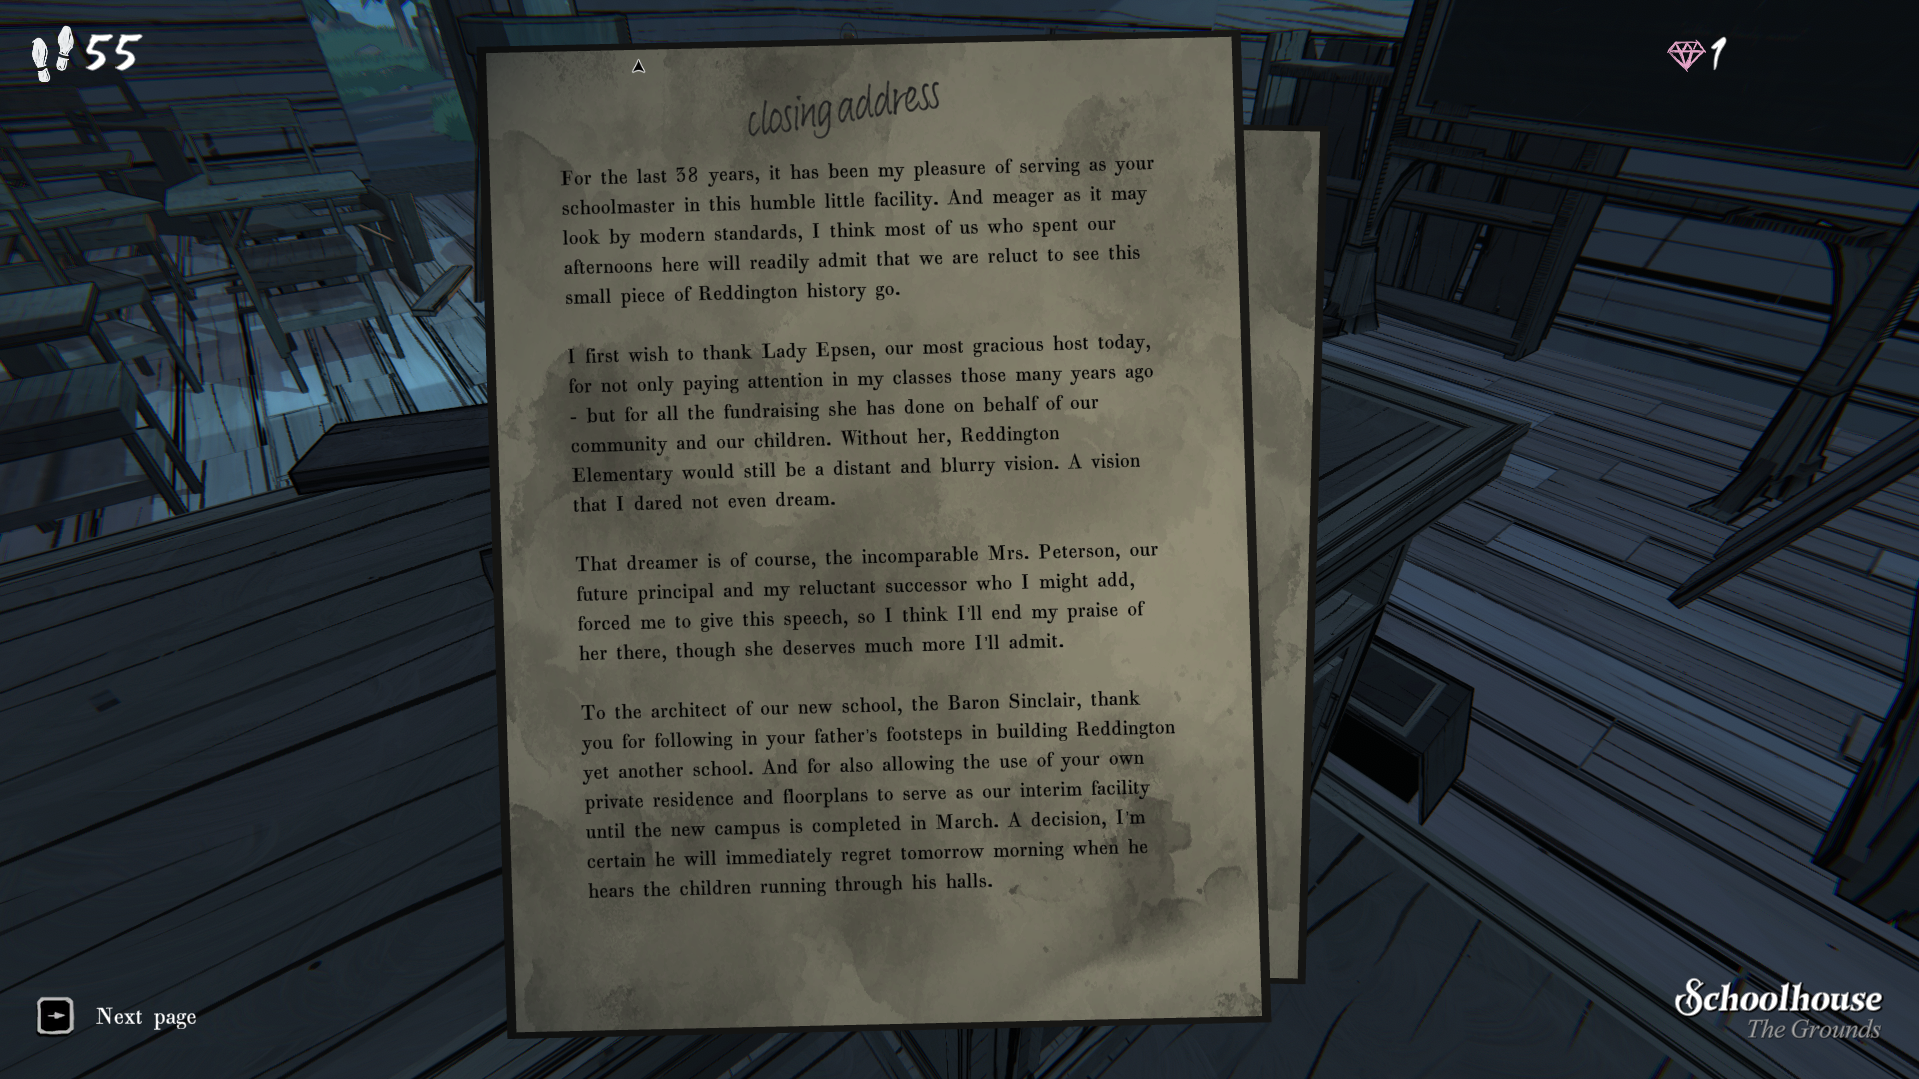 55
1
closing address
For the last 38 years, it has been my pleasure of serving as your
schoolmaster in this humble little facility. And meager as it may
look by modern standards, I think most of us who spent our
afternoons here will readily admit that we are reluct to see this
small piece of Reddington history go.
I first wish to thank Lady Epsen, our most gracious host today,
for not only paying attention in my classes those many years ago
- but for all the fundraising she has done on behalf of our
community and our children. Without her, Reddington
Elementary would still be a distant and blurry vision. A vision
that I dared not even dream.
That dreamer is of course, the incomparable Mrs. Peterson, our
future principal and my reluctant successor who I might add,
forced me to give this speech, so I think I'll end my praise of
her there, though she deserves much more I'll admit.
To the architect of our new school, the Baron Sinclair, thank
you for following in your father's footsteps in building Reddington
yet another school. And for also allowing the use of your own
private residence and floorplans to serve as our interim facility
until the new campus is completed in March. A decision, I'm
certain he will immediately regret tomorrow morning when he
hears the children running through his halls.
Next page
Schoolhouse
The Grounds